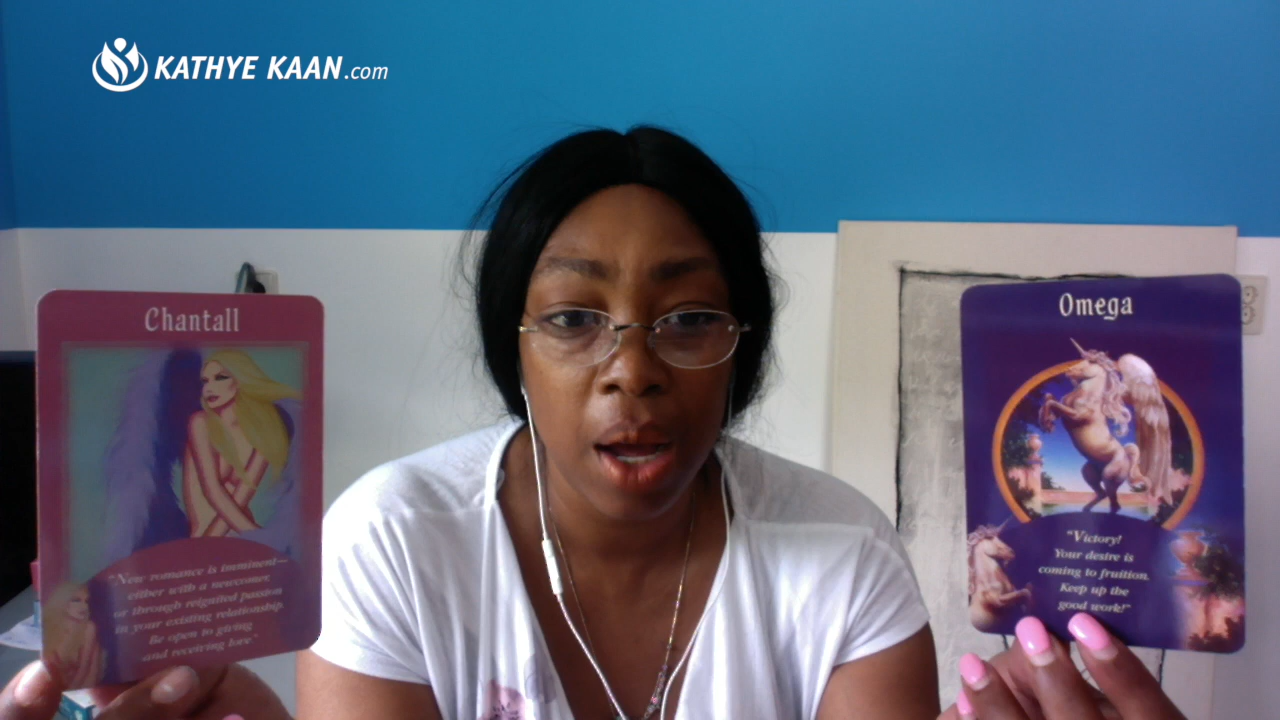 KATHYE KAAN.com
Chantall
"New romance is imminent—
either with a newcomer
or through reignited passion
in your existing relationship.
Be open to giving
and receiving love."
Omega
"Victory!
Your desire is
coming to fruition.
Keep up the
good work!"